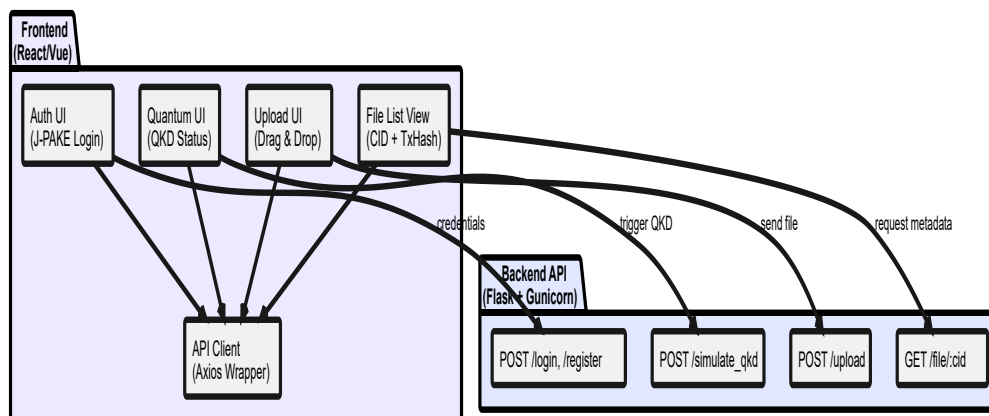 Frontend
(React/Vue)
Auth UI
(J-PAKE Login)
Quantum UI
(QKD Status)
Upload UI
(Drag & Drop)
File List View
(CID + TxHash)
credentials
trigger QKD
send file
request metadata
Backend API
(Flask + Gunicorn)
API Client
(Axios Wrapper)
POST /login, /register
POST /simulate_qkd
POST /upload
GET /file/:cid